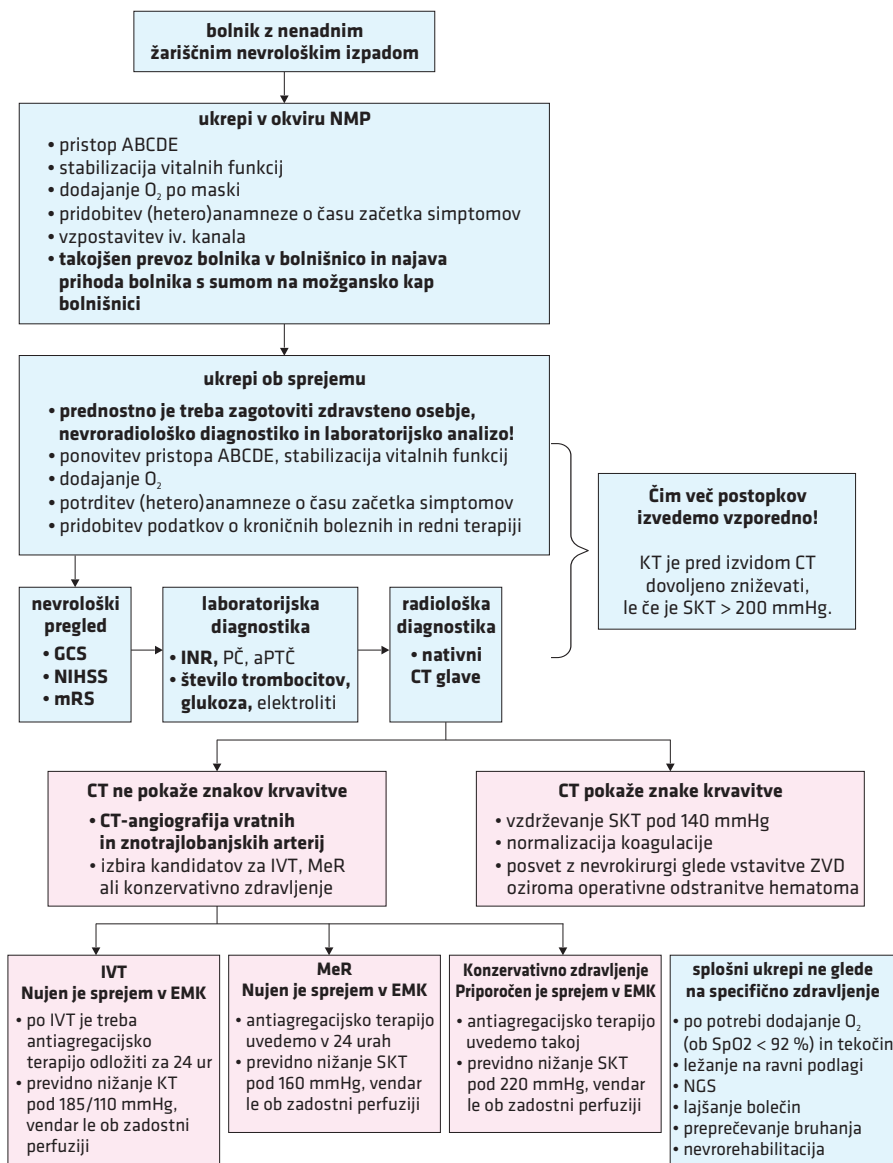 bolnik z nenadnim
žariščnim nevrološkim izpadom
ukrepi v okviru NMP
• pristop ABCDE
• stabilizacija vitalnih funkcij
• dodajanje O₂ po maski
• pridobitev (hetero)anamneze o času začetka simptomov
• vzpostavitev iv. kanala
• takojšen prevoz bolnika v bolnišnico in najava
prihoda bolnika s sumom na možgansko kap
bolnišnici
ukrepi ob sprejemu
• prednostno je treba zagotoviti zdravsteno osebje,
nevroradiološko diagnostiko in laboratorijsko analizo!
• ponovitev pristopa ABCDE, stabilizacija vitalnih funkcij
• dodajanje O₂
• potrditev (hetero)anamneze o času začetka simptomov
• pridobitev podatkov o kroničnih boleznih in redni terapiji
Čim več postopkov
izvedemo vzporedno!
KT je pred izvidom CT
dovoljeno zniževati,
le če je SKT > 200 mmHg.
nevrološki
pregled
• GCS
• NIHSS
• mRS
laboratorijska
diagnostika
• INR, PČ, aPTČ
• število trombocitov,
glukoza, elektroliti
radiološka
diagnostika
• nativni
CT glave
CT ne pokaže znakov krvavitve
• CT-angiografija vratnih
in znotrajlobanjskih arterij
• izbira kandidatov za IVT, MeR
ali konzervativno zdravljenje
CT pokaže znake krvavitve
• vzdrževanje SKT pod 140 mmHg
• normalizacija koagulacije
• posvet z nevrokirurgi glede vstavitve ZVD
oziroma operativne odstranitve hematoma
IVT
Nujen je sprejem v EMK
• po IVT je treba
antiagregacijsko
terapijo odložiti za 24 ur
• previdno nižanje KT
pod 185/110 mmHg,
vendar le ob zadostni
perfuziji
MeR
Nujen je sprejem v EMK
• antiagregacijsko terapijo
uvedemo v 24 urah
• previdno nižanje SKT
pod 160 mmHg, vendar
le ob zadostni perfuziji
Konzervativno zdravljenje
Priporočen je sprejem v EMK
• antiagregacijsko terapijo
uvedemo takoj
• previdno nižanje SKT
pod 220 mmHg, vendar
le ob zadostni perfuziji
splošni ukrepi ne glede
na specifično zdravljenje
• po potrebi dodajanje O₂
(ob SpO2 < 92 %) in tekočin
• ležanje na ravni podlagi
• NGS
• lajšanje bolečin
• preprečevanje bruhanja
• nevrorehabilitacija